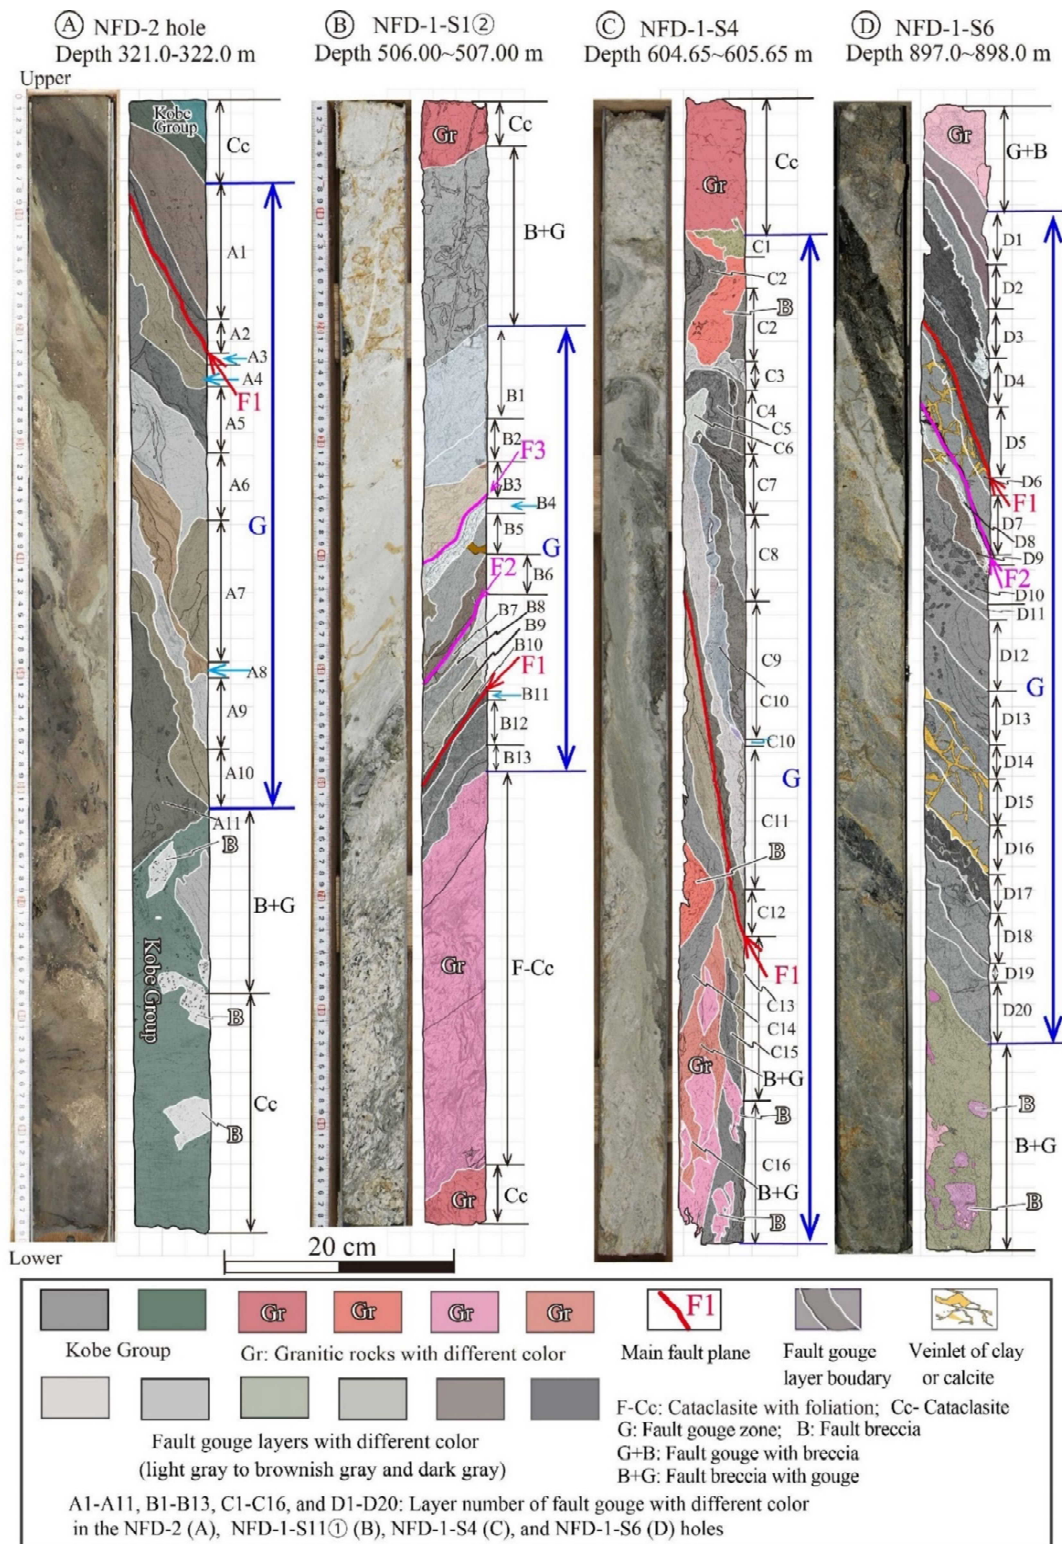 Ⓐ NFD-2 hole
Depth 321.0-322.0 m
Ⓑ NFD-1-S1②
Depth 506.00~507.00 m
Ⓒ NFD-1-S4
Depth 604.65~605.65 m
Ⓓ NFD-1-S6
Depth 897.0~898.0 m
Upper
Kobe
Group
Cc
A1
A2
A3
A4
F1
A5
A6
G
A7
A8
A9
A10
A11
B
B+G
Kobe Group
B
Cc
B
Lower
Gr
Cc
B+G
B1
B2
F3
B3
B4
B5
G
F2
B6
B7
B8
B9
B10
F1
B11
B12
B13
Gr
F-Cc
Gr
Cc
20 cm
Gr
Cc
C1
C2
B
C2
C3
C4
C5
C6
C7
C8
C9
C10
C10
G
C11
B
C12
F1
C13
C14
C15
Gr
B+G
B
C16
B+G
B
Gr
G+B
D1
D2
D3
D4
D5
D6
F1
D7
D8
D9
F2
D10
D11
D12
G
D13
D14
D15
D16
D17
D18
D19
D20
B
B+G
B
Gr Gr Gr Gr F1
Kobe Group
Gr: Granitic rocks with different color
Main fault plane
Fault gouge
layer boudary
Veinlet of clay
or calcite
Fault gouge layers with different color
(light gray to brownish gray and dark gray)
F-Cc: Cataclasite with foliation; Cc- Cataclasite
G: Fault gouge zone; B: Fault breccia
G+B: Fault gouge with breccia
B+G: Fault breccia with gouge
A1-A11, B1-B13, C1-C16, and D1-D20: Layer number of fault gouge with different color
in the NFD-2 (A), NFD-1-S11① (B), NFD-1-S4 (C), and NFD-1-S6 (D) holes